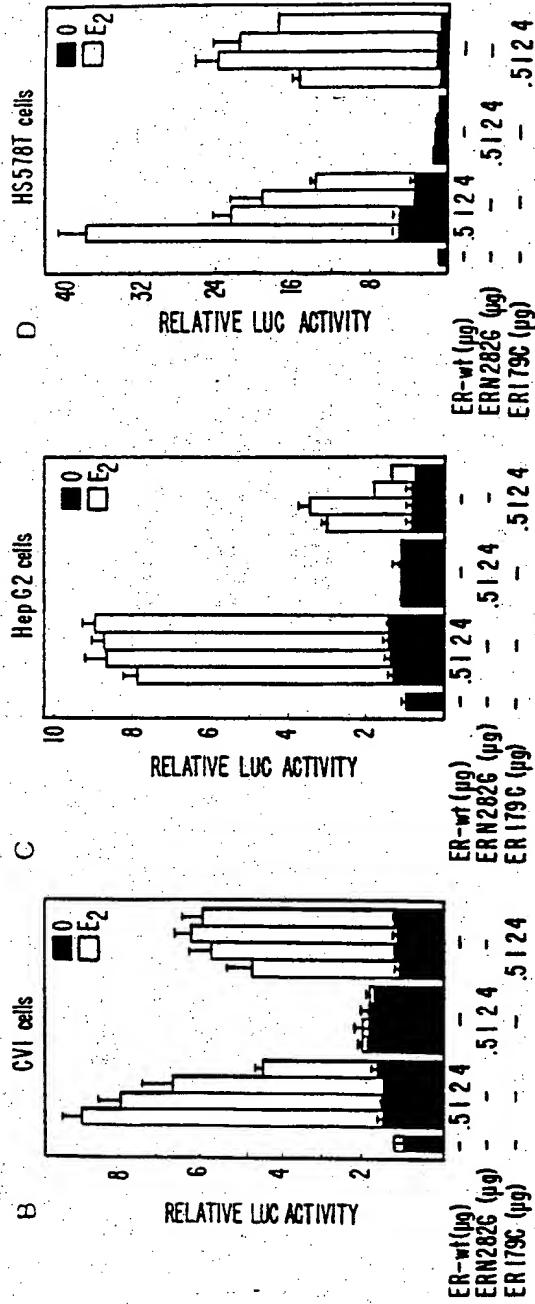 B
CV1 cells
0
E2
8
6
4
2
RELATIVE LUC ACTIVITY
ER-wt(µg) - .5 1 2 4 - -
ERN282G (µg) - - .5 1 2 4 -
ER179C (µg) - - - .5 1 2 4
C
Hep G2 cells
0
E2
10
8
6
4
2
RELATIVE LUC ACTIVITY
ER-wt(µg) - .5 1 2 4 - -
ERN282G (µg) - - .5 1 2 4 -
ER179C (µg) - - - .5 1 2 4
D
HS578T cells
0
E2
40
32
24
16
8
RELATIVE LUC ACTIVITY
ER-wt(µg) - .5 1 2 4 - -
ERN282G (µg) - - .5 1 2 4 -
ER179C (µg) - - - .5 1 2 4